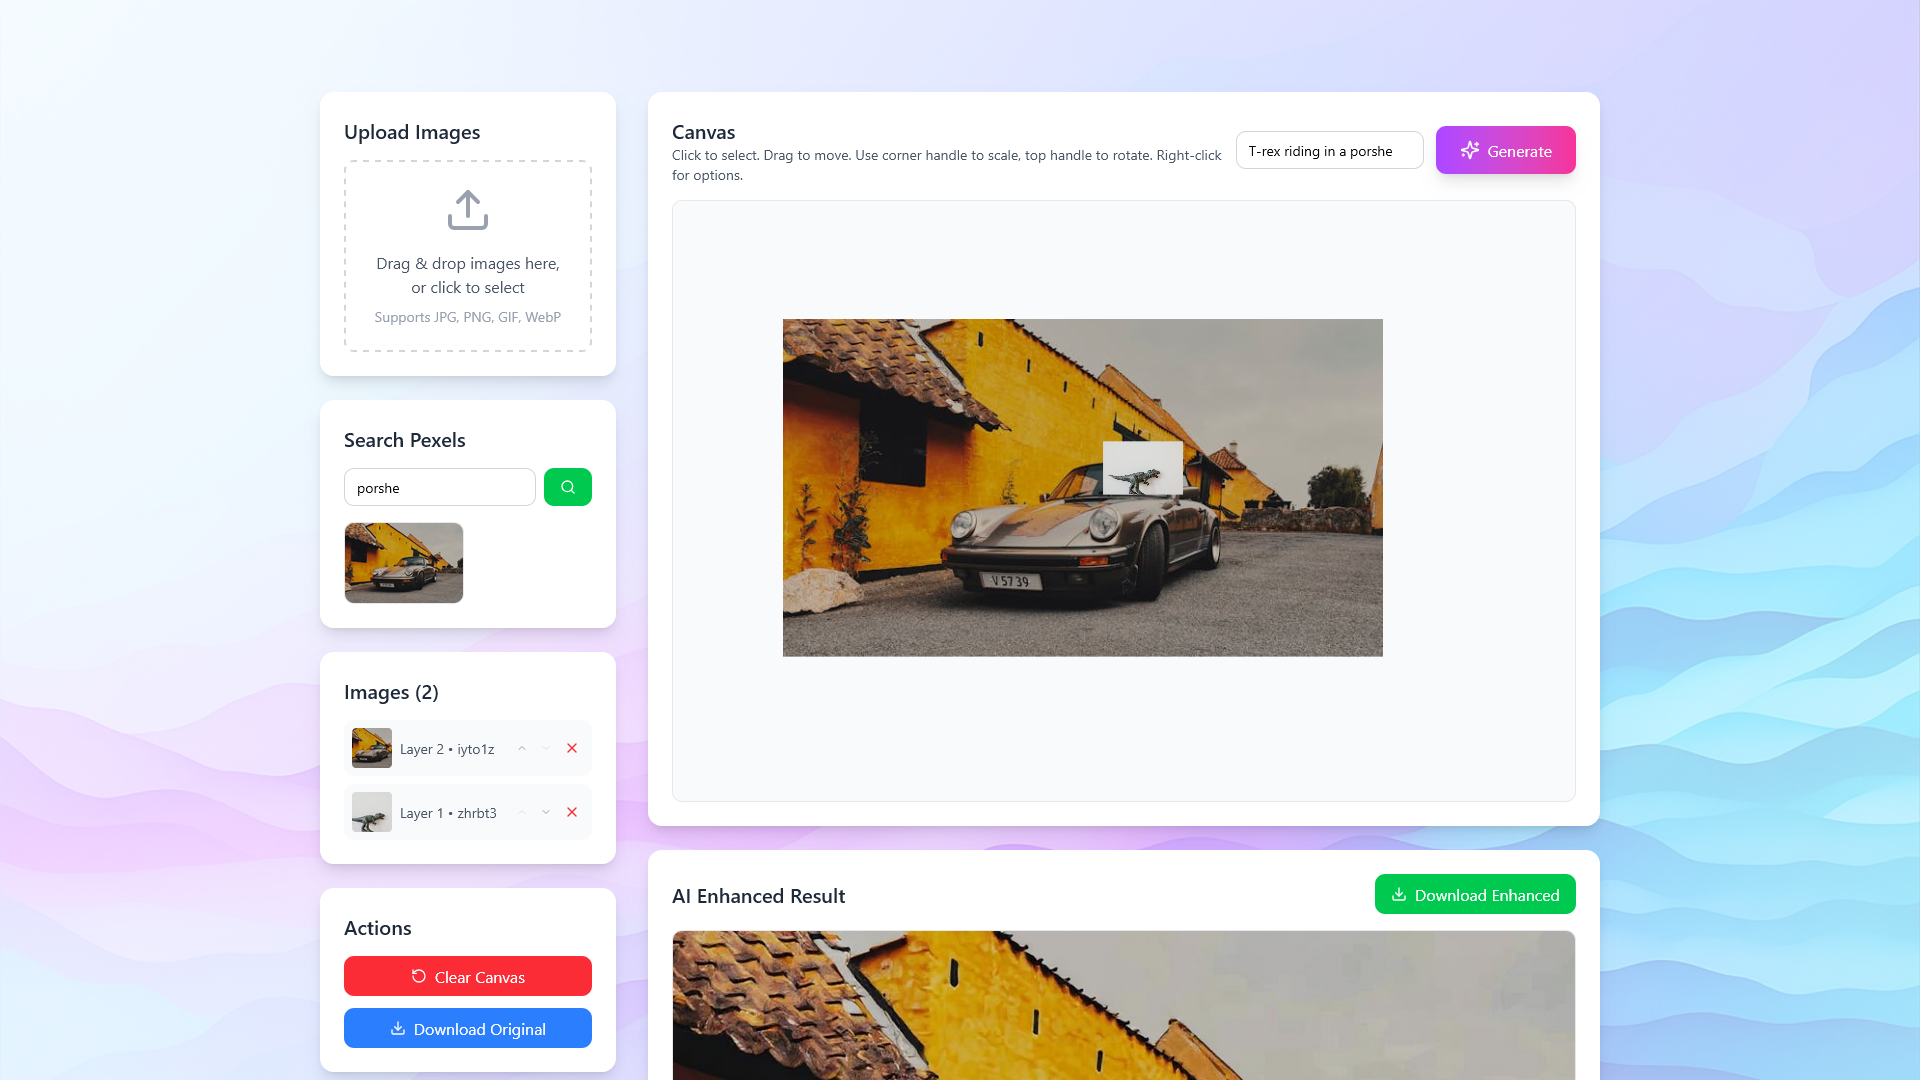 Upload Images
Drag & drop images here,
or click to select
Supports JPG, PNG, GIF, WebP
Search Pexels
porshe
Images (2)
Layer 2 • iyto1z
Layer 1 • zhrbt3
Actions
Clear Canvas
Download Original
Canvas
Click to select. Drag to move. Use corner handle to scale, top handle to rotate. Right-click
for options.
T-rex riding in a porshe
Generate
V 57 39
AI Enhanced Result
Download Enhanced